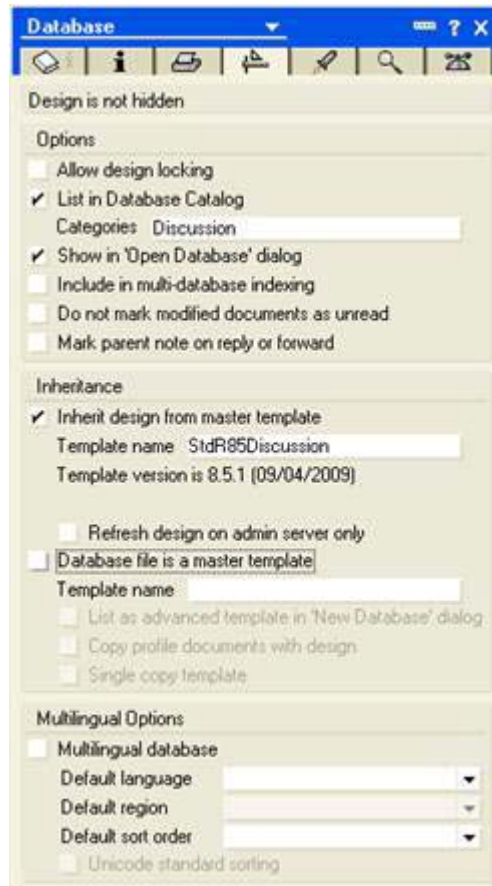 Database
? X
i
Design is not hidden
Options
Allow design locking
List in Database Catalog
Categories Discussion
Show in 'Open Database' dialog
Include in multi-database indexing
Do not mark modified documents as unread
Mark parent note on reply or forward
Inheritance
Inherit design from master template
Template name StdR85Discussion
Template version is 8.5.1 (09/04/2009)
Refresh design on admin server only
Database file is a master template
Template name
List as advanced template in 'New Database' dialog
Copy profile documents with design
Single copy template
Multilingual Options
Multilingual database
Default language
Default region
Default sort order
Unicode standard sorting